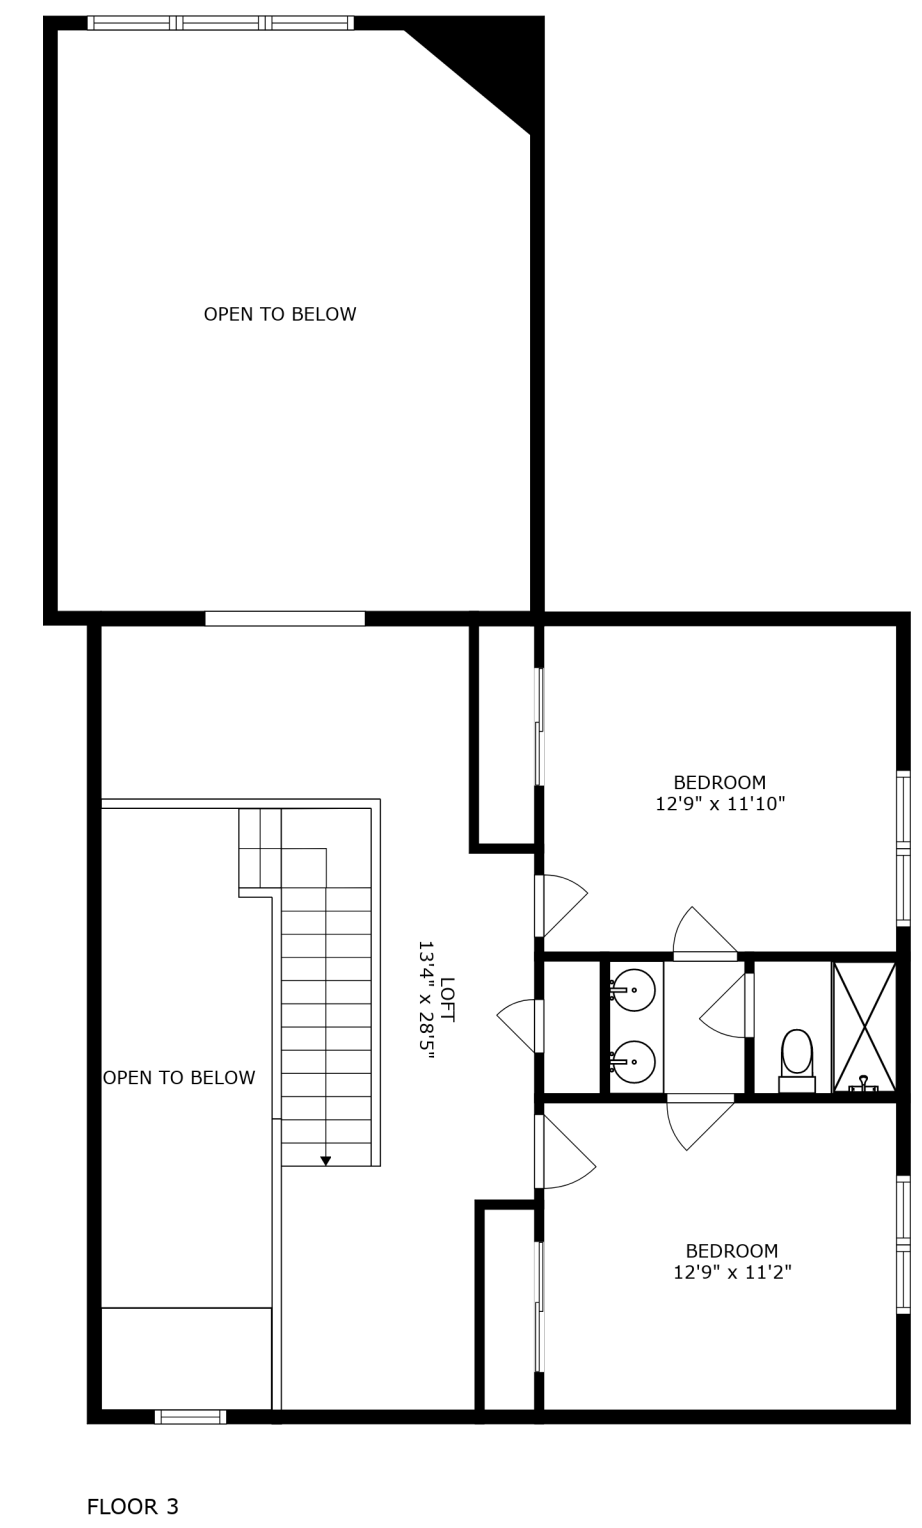 OPEN TO BELOW
BEDROOM
12'9" x 11'10"
LOFT
13'4" x 28'5"
OPEN TO BELOW
BEDROOM
12'9" x 11'2"
FLOOR 3